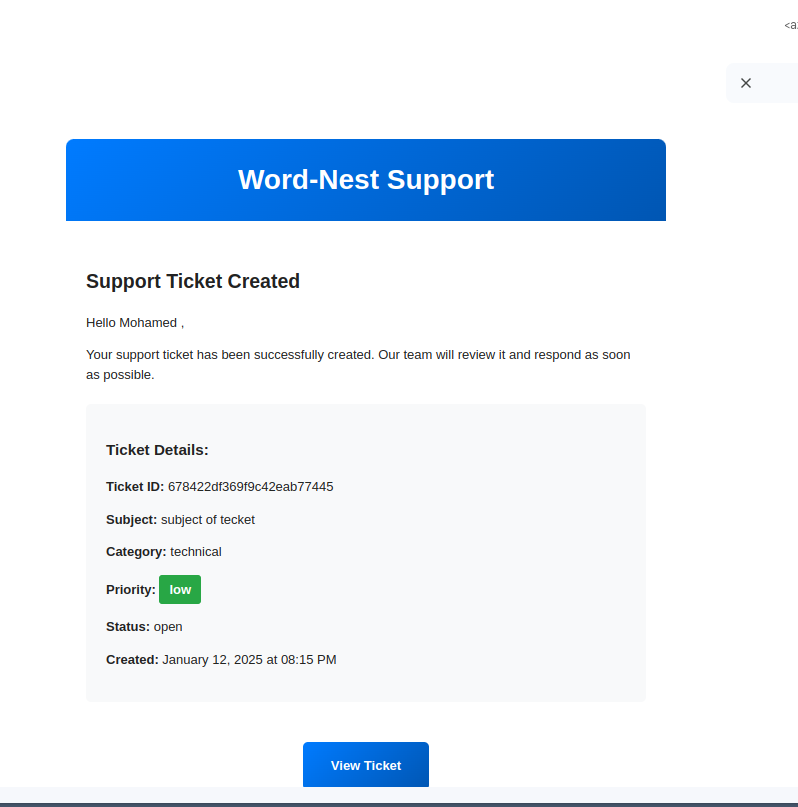 Word-Nest Support
Support Ticket Created
Hello Mohamed ,
Your support ticket has been successfully created. Our team will review it and respond as soon
as possible.
Ticket Details:
Ticket ID: 678422df369f9c42eab77445
Subject: subject of tecket
Category: technical
Priority: low
Status: open
Created: January 12, 2025 at 08:15 PM
View Ticket